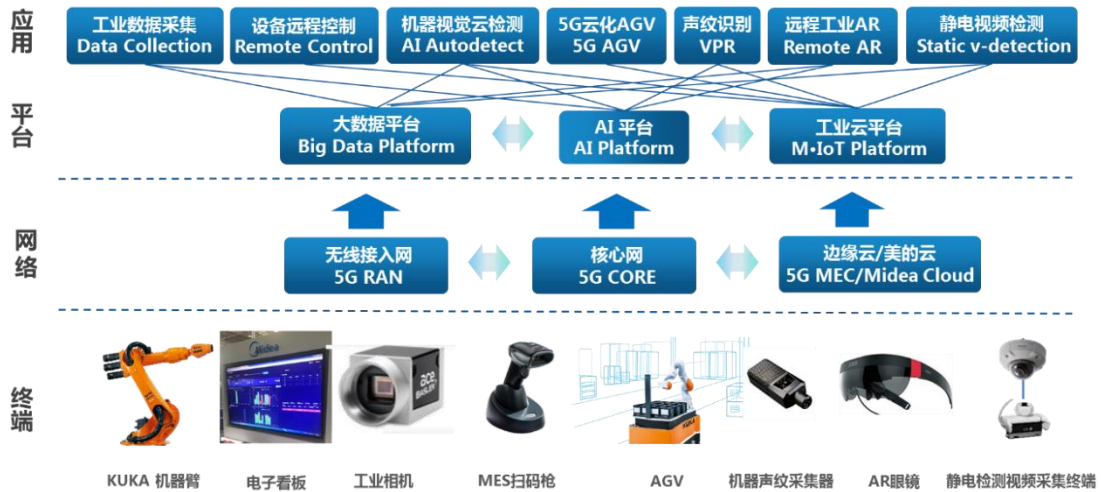 应用
工业数据采集
Data Collection
设备远程控制
Remote Control
机器视觉云检测
AI Autodetect
5G云化AGV
5G AGV
声纹识别
VPR
远程工业AR
Remote AR
静电视频检测
Static v-detection
平台
大数据平台
Big Data Platform
AI 平台
AI Platform
工业云平台
M·IoT Platform
网络
无线接入网
5G RAN
核心网
5G CORE
边缘云/美的云
5G MEC/Midea Cloud
终端
Midea
ace
BASLER
KUKA
KUKA 机器臂
电子看板
工业相机
MES扫码枪
AGV
机器声纹采集器
AR眼镜
静电检测视频采集终端